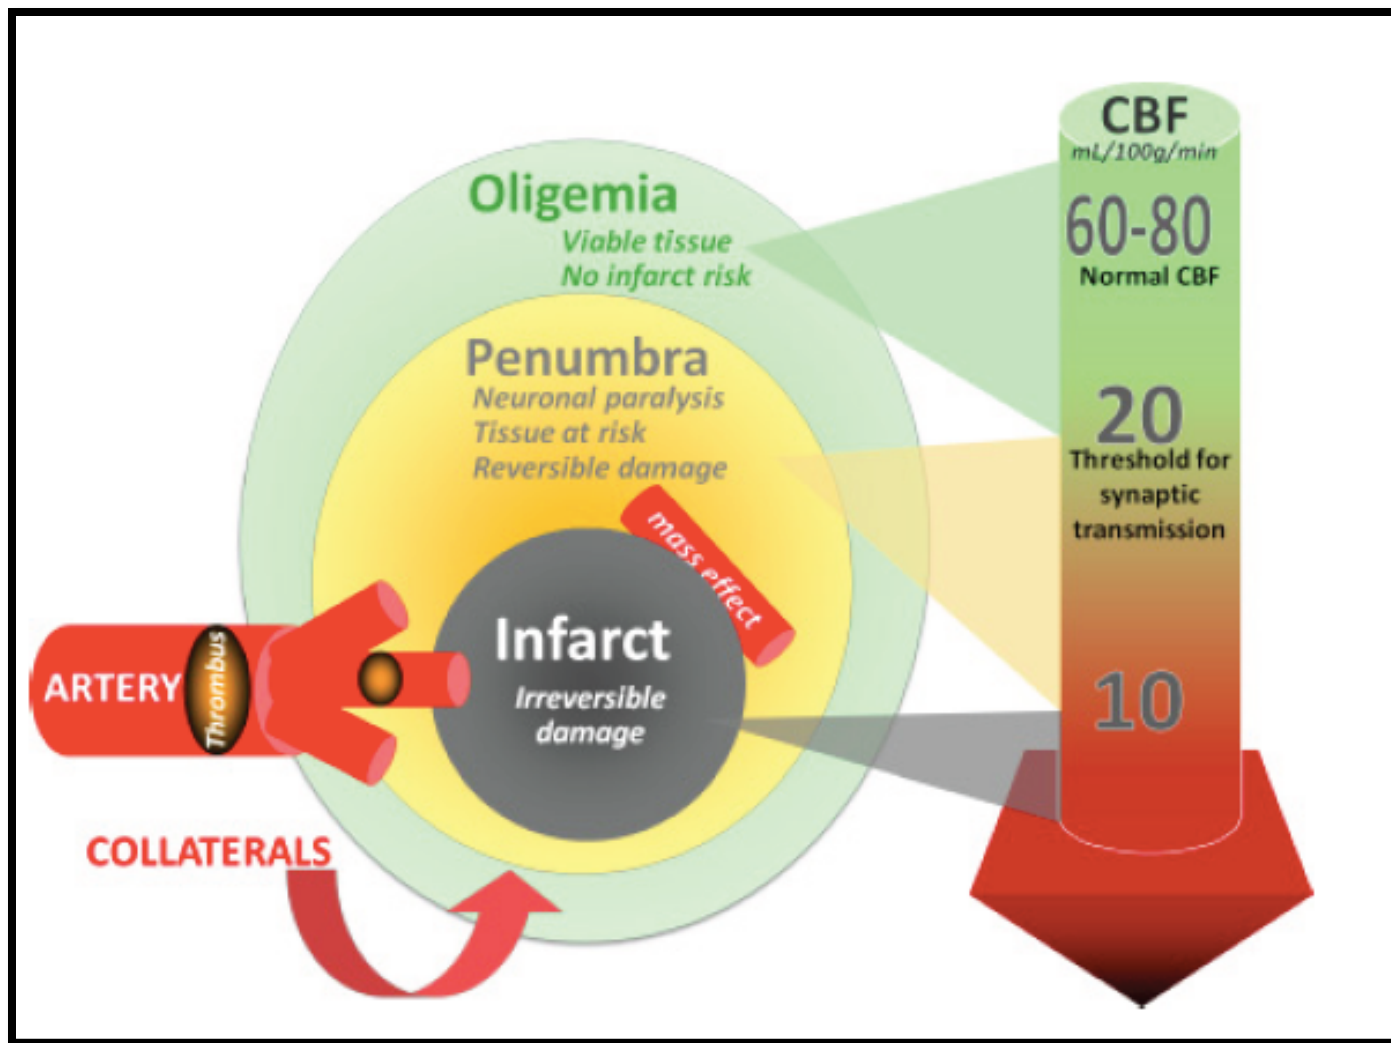 Oligemia
Viable tissue
No infarct risk
Penumbra
Neuronal paralysis
Tissue at risk
Reversible damage
mass effect
Infarct
Irreversible
damage
ARTERY
Thrombus
COLLATERALS
CBF
mL/100g/min
60-80
Normal CBF
20
Threshold for
synaptic
transmission
10